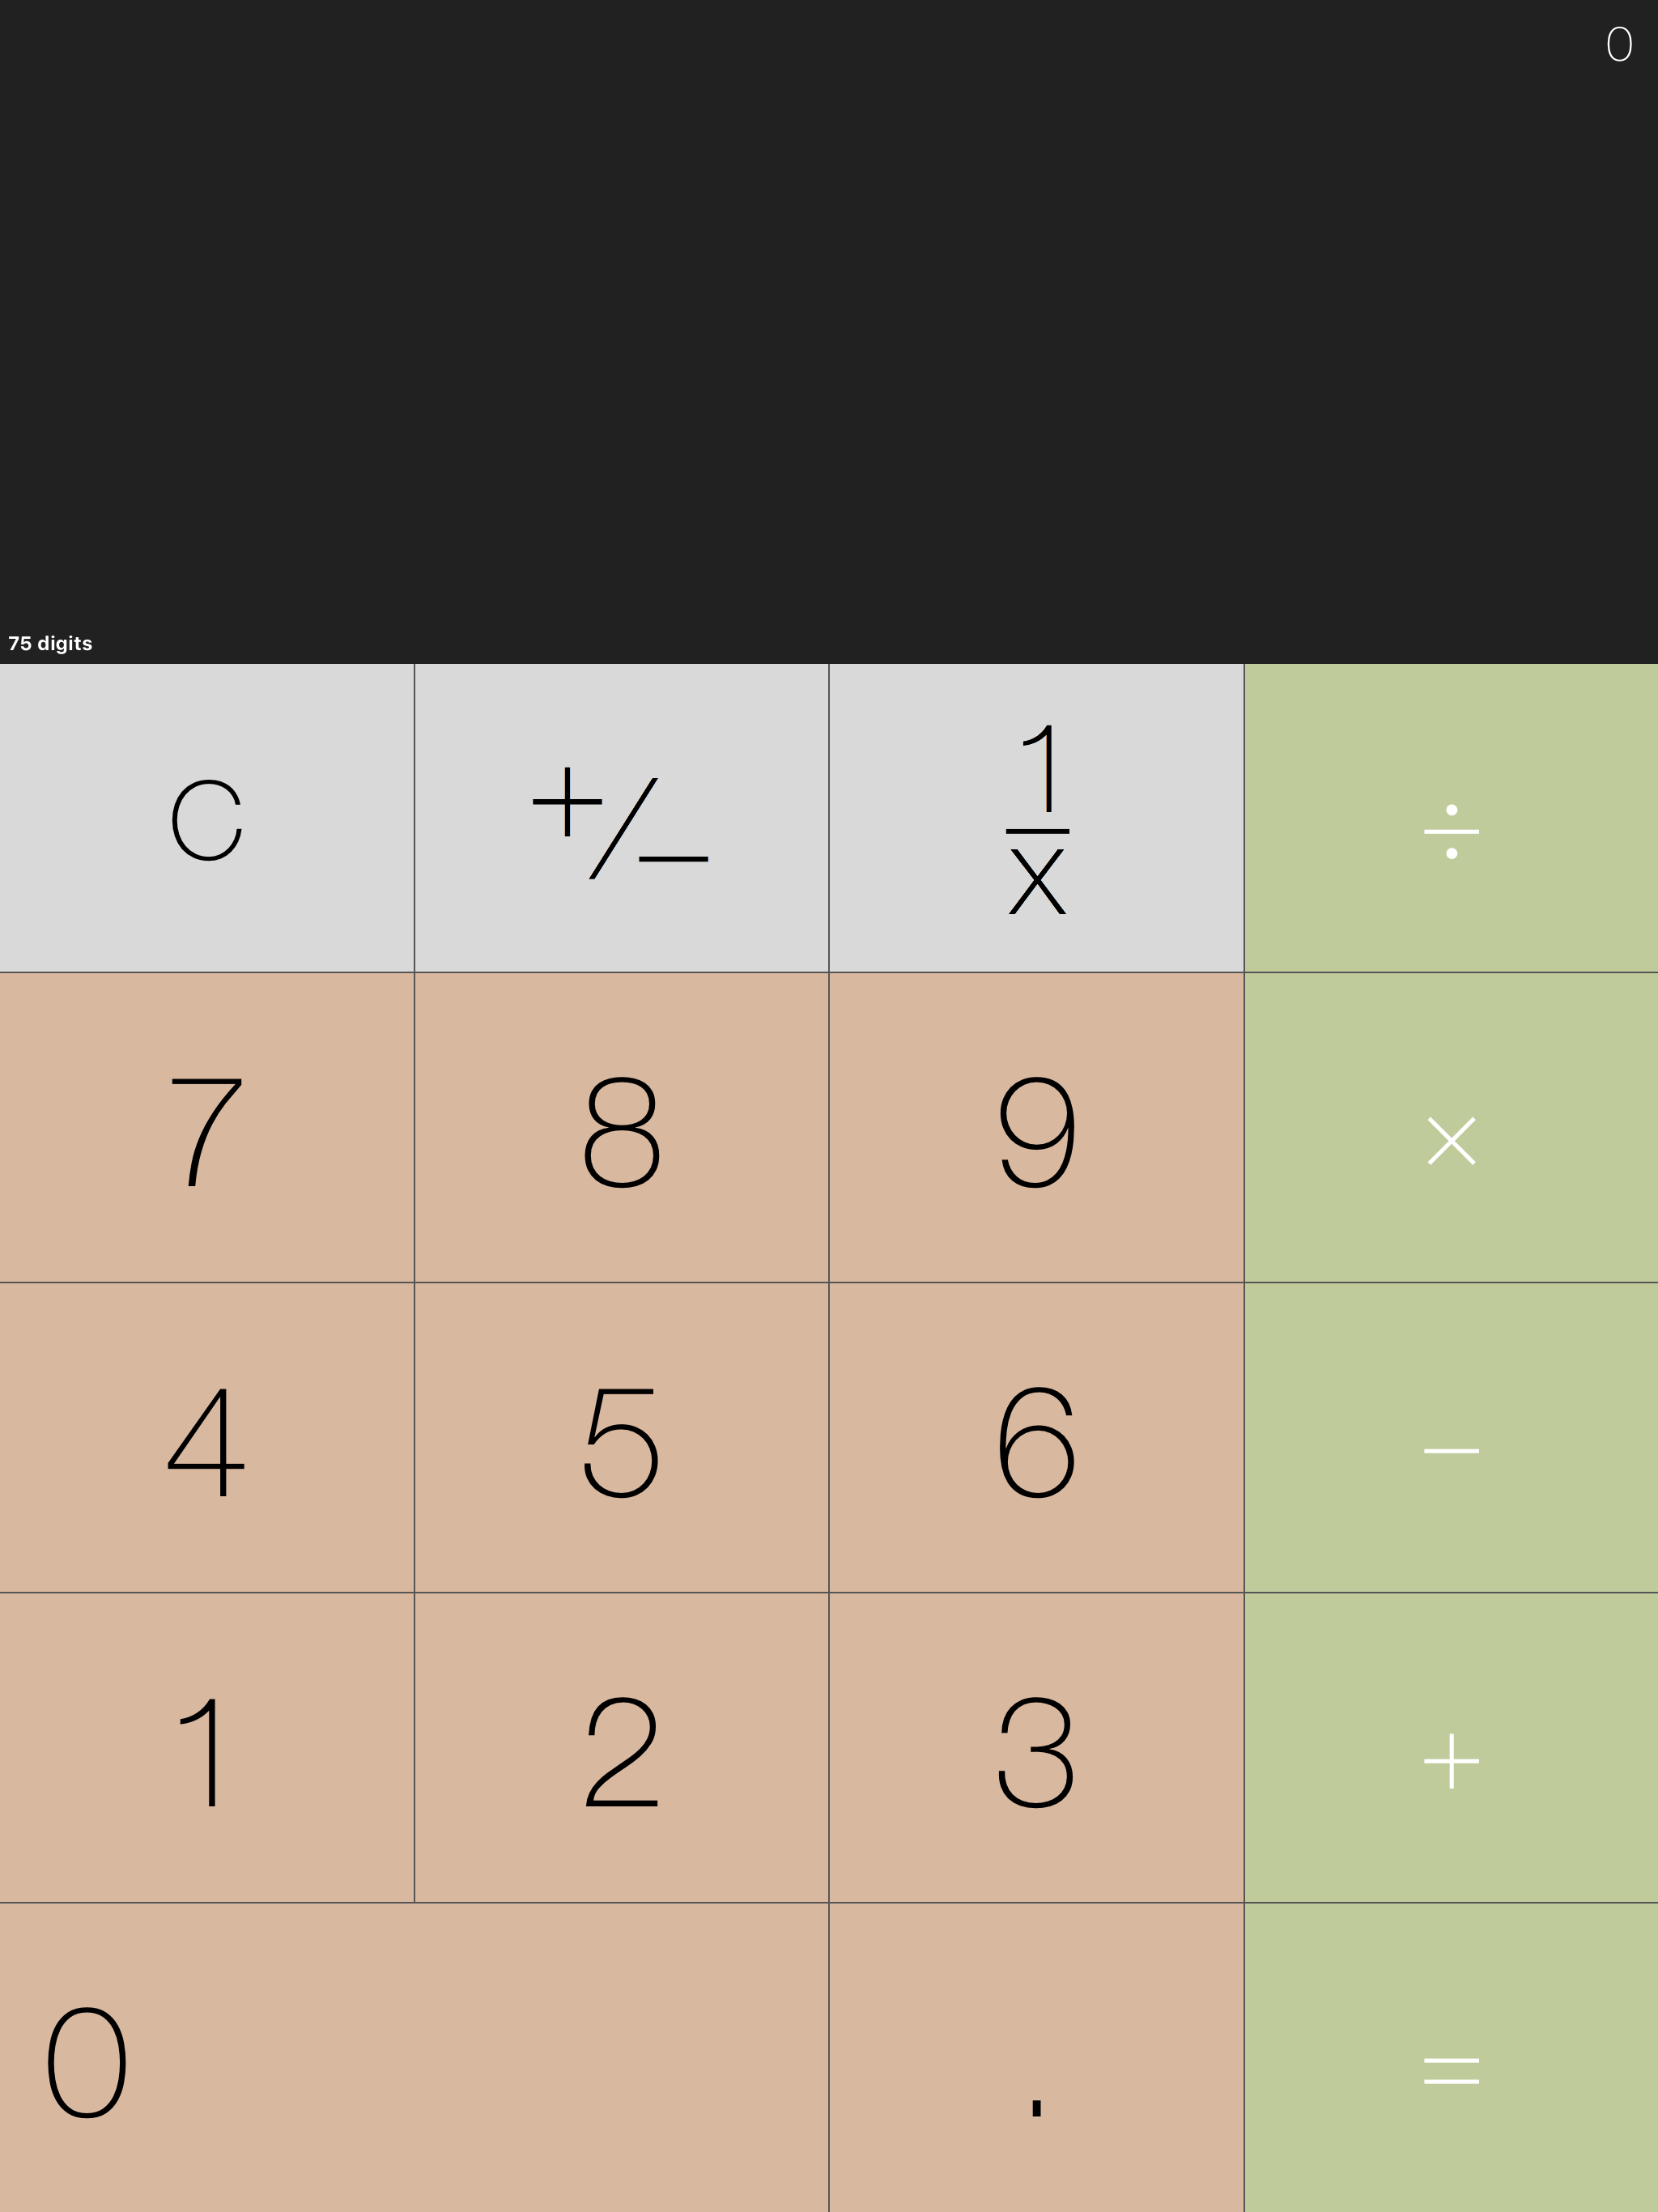 0
75 digits
C +/− 1/x ÷
7 8 9 ×
4 5 6 −
1 2 3 +
0 . =